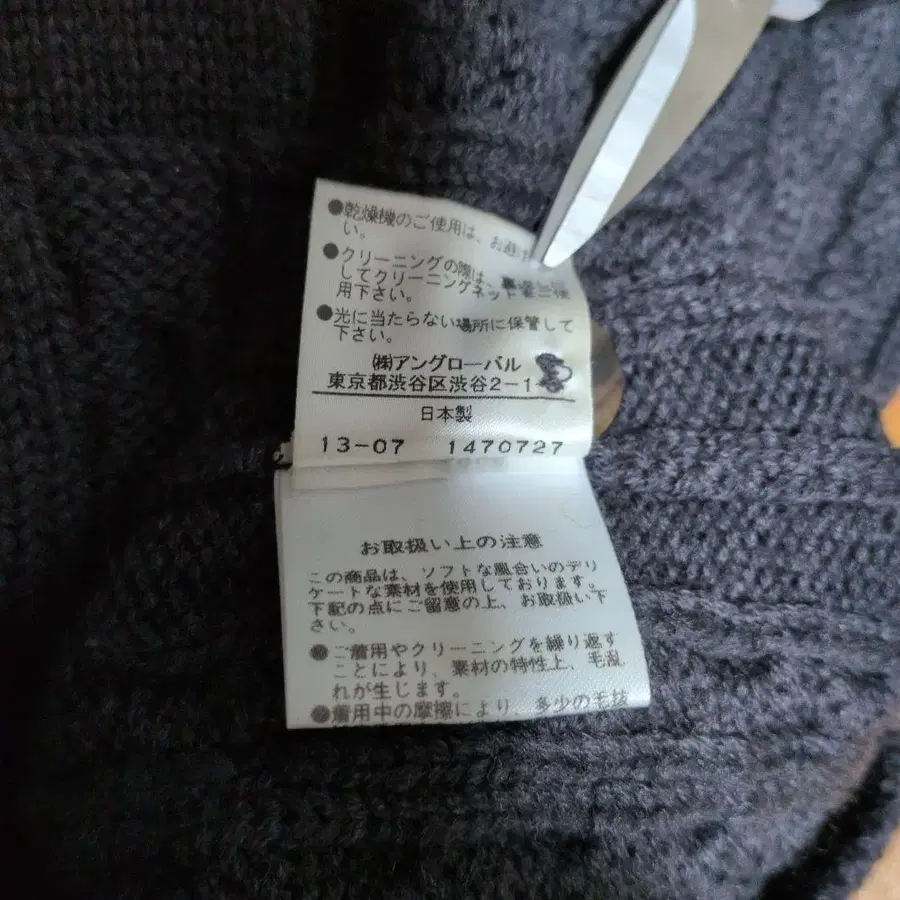 ●乾燥機のご使用は、お避け
い。
●クリーニングの際は、裏
してクリーニングネット 使
用下さい。
●光に当たらない場所に保管して
下さい。
㈱アングローバル
東京都渋谷区渋谷2-1-
日本製
13-07 1470727
お取扱い上の注意
この商品は、ソフトな風合いのデリ
ケートな素材を使用しております。
下記の点にご留意の上、お取扱い下
さい。
●ご着用やクリーニングを繰り返す
ことにより、素材の特性上、毛乱
れが生じます。
●着用中の摩擦により、多少の毛抜